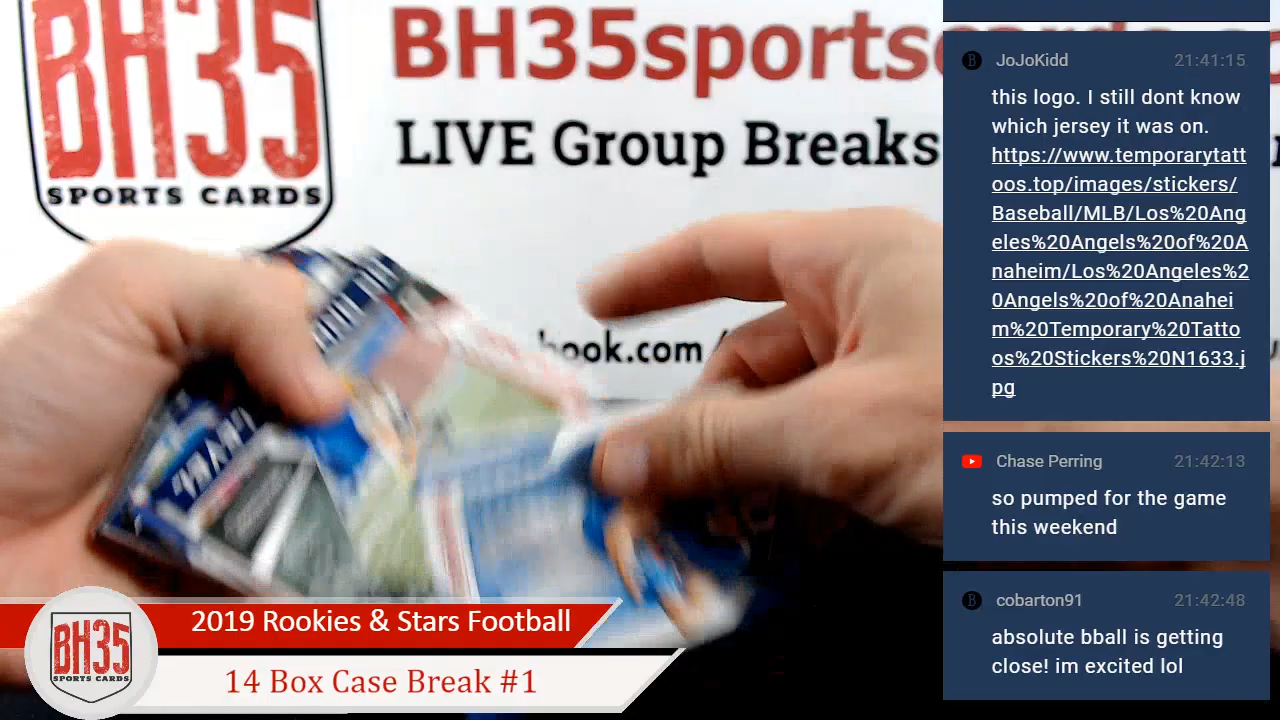 BH35
SPORTS CARDS
BH35sports
LIVE Group Breaks
book.com /
JoJoKidd 21:41:15
this logo. I still dont know
which jersey it was on.
https://www.temporarytatt
oos.top/images/stickers/
Baseball/MLB/Los%20Ang
eles%20Angels%20of%20A
naheim/Los%20Angeles%2
0Angels%20of%20Anahei
m%20Temporary%20Tatto
os%20Stickers%20N1633.j
pg
Chase Perring 21:42:13
so pumped for the game
this weekend
cobarton91 21:42:48
absolute bball is getting
close! im excited lol
2019 Rookies & Stars Football
14 Box Case Break #1
BH35
SPORTS CARDS